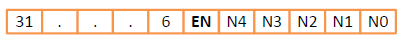 31 . . . 6 EN N4 N3 N2 N1 N0